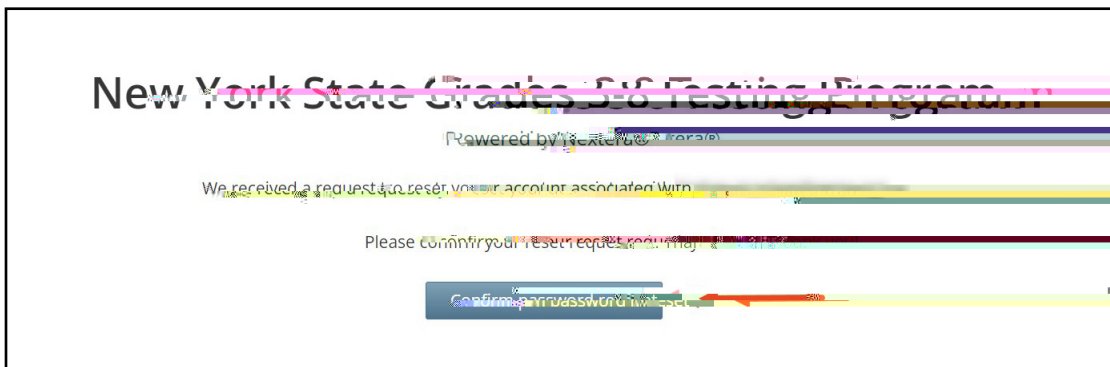 New York State Grades 3-8 Testing Program
Powered by Nextera®
We received a request to reset your account associated with
Please confirm your reset request
Confirm password reset